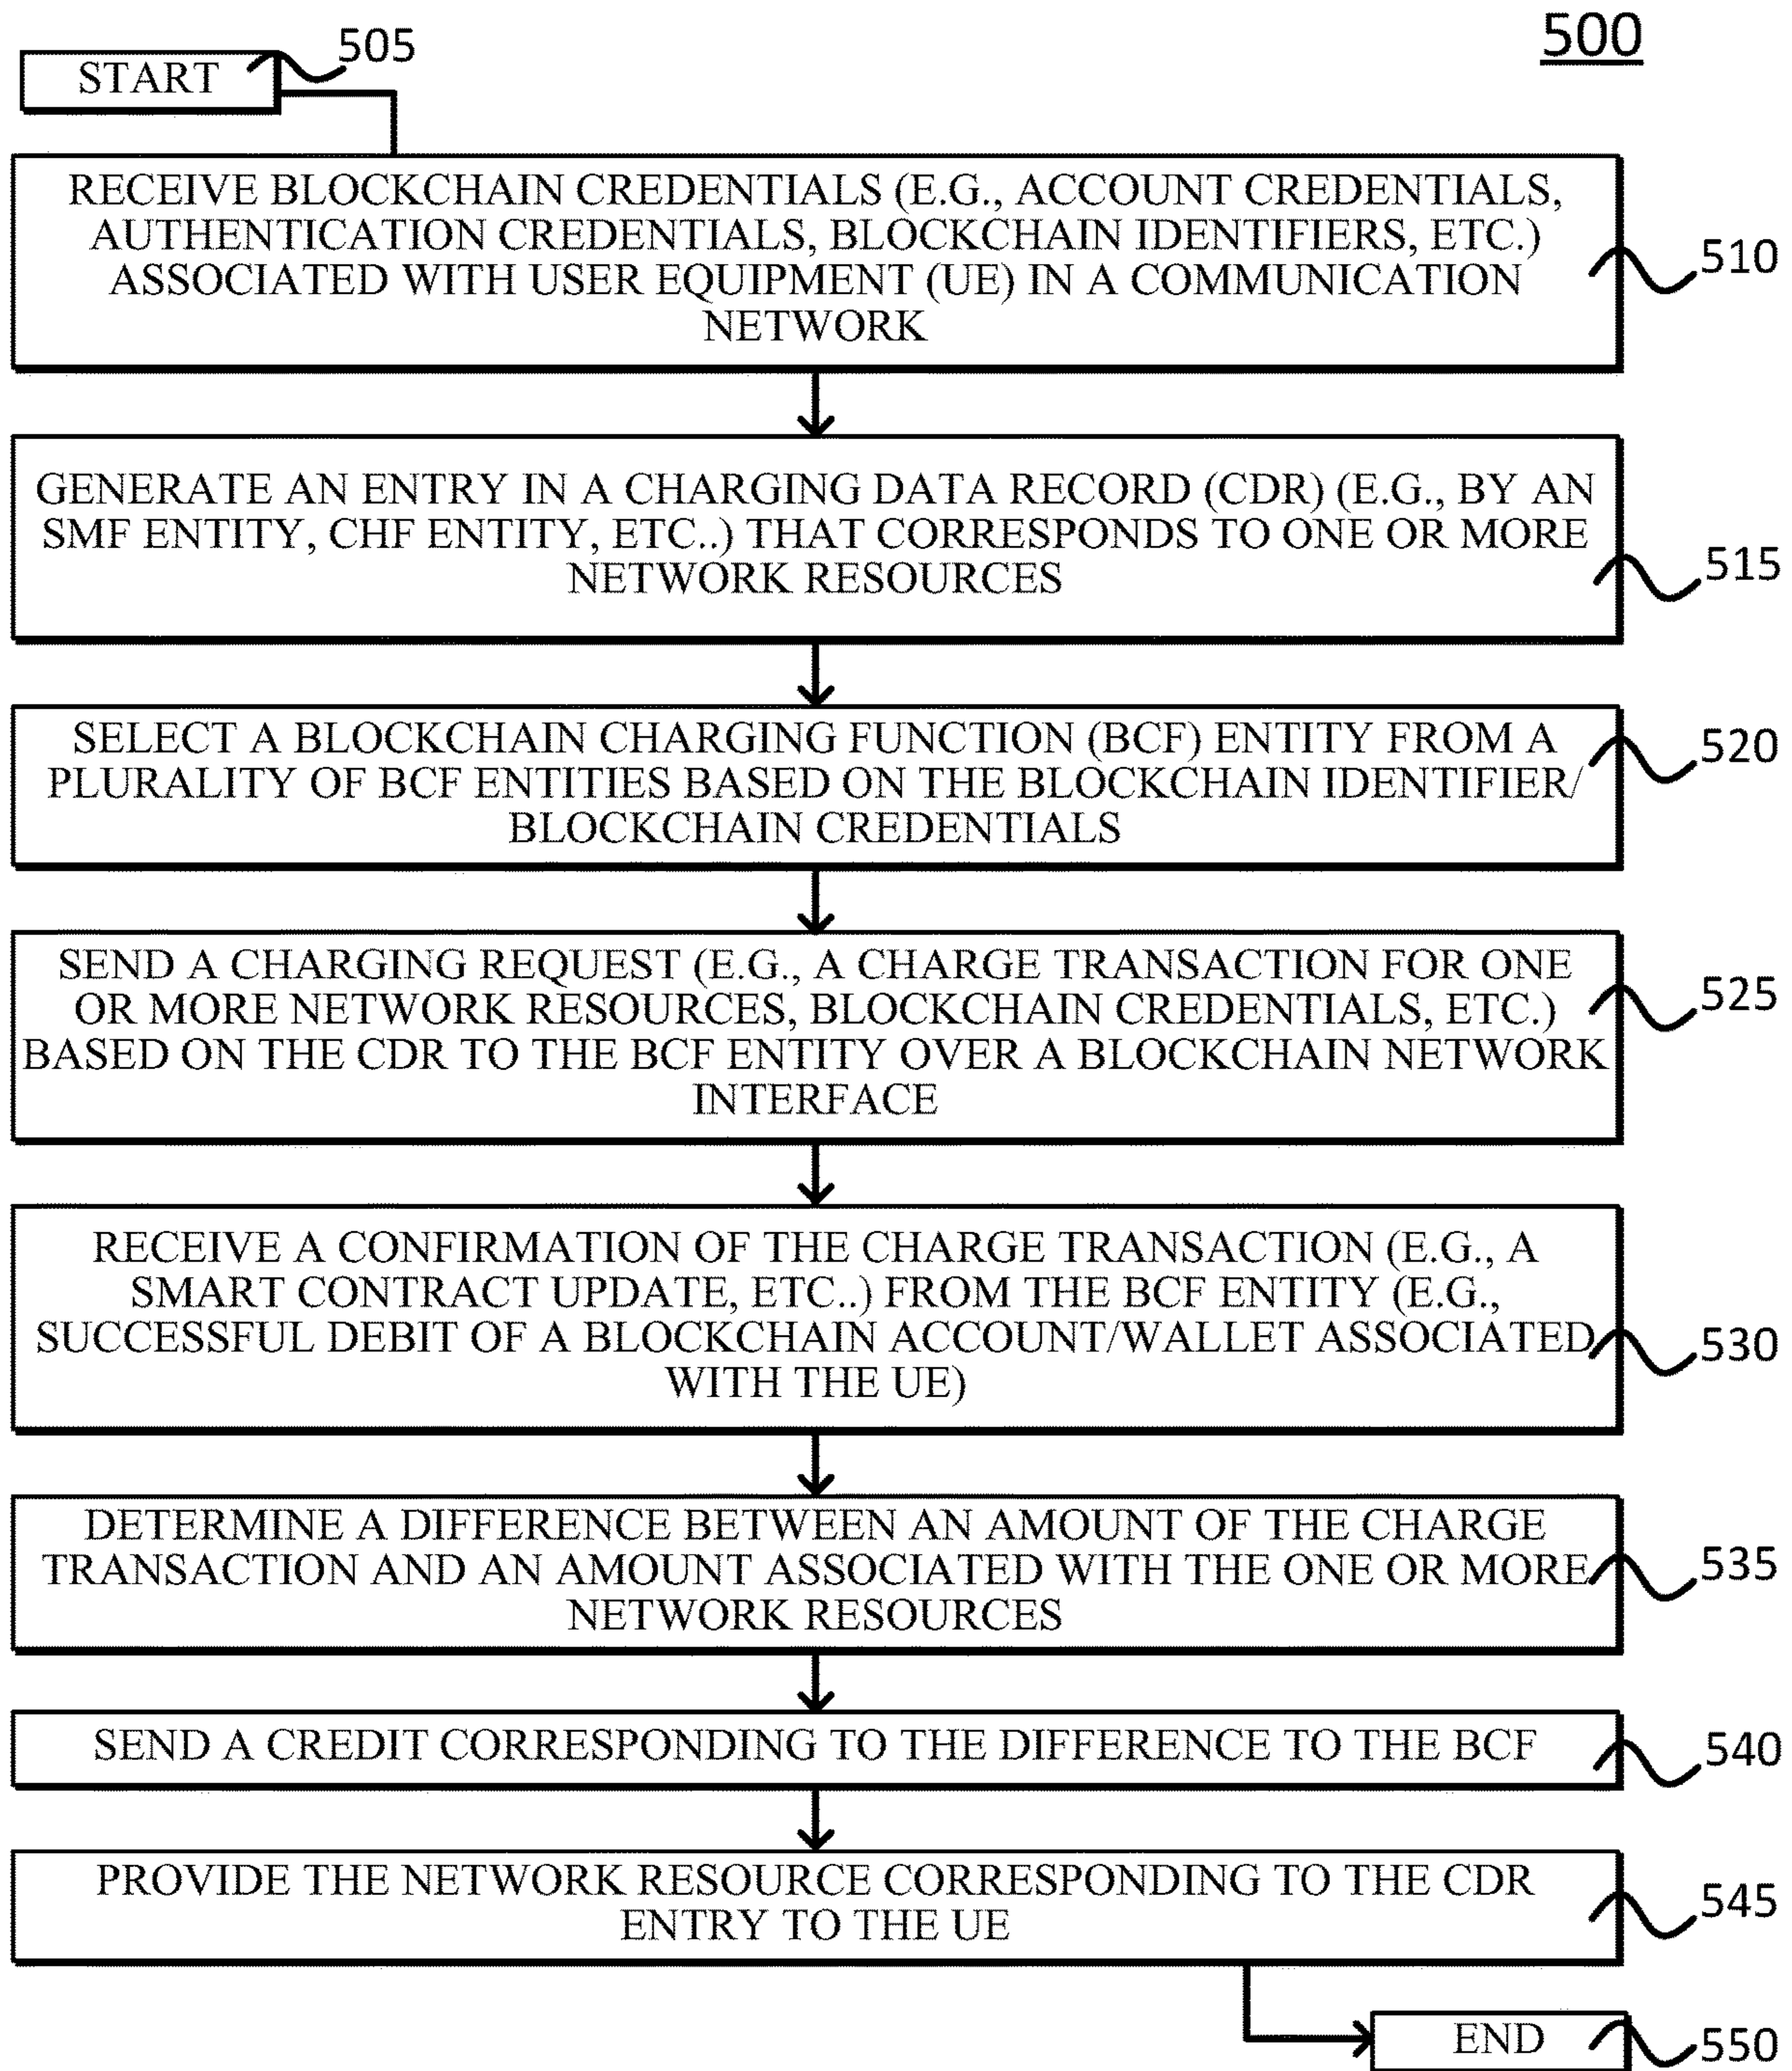 500
START
505
RECEIVE BLOCKCHAIN CREDENTIALS (E.G., ACCOUNT CREDENTIALS,
AUTHENTICATION CREDENTIALS, BLOCKCHAIN IDENTIFIERS, ETC.)
ASSOCIATED WITH USER EQUIPMENT (UE) IN A COMMUNICATION
NETWORK
510
GENERATE AN ENTRY IN A CHARGING DATA RECORD (CDR) (E.G., BY AN
SMF ENTITY, CHF ENTITY, ETC..) THAT CORRESPONDS TO ONE OR MORE
NETWORK RESOURCES
515
SELECT A BLOCKCHAIN CHARGING FUNCTION (BCF) ENTITY FROM A
PLURALITY OF BCF ENTITIES BASED ON THE BLOCKCHAIN IDENTIFIER/
BLOCKCHAIN CREDENTIALS
520
SEND A CHARGING REQUEST (E.G., A CHARGE TRANSACTION FOR ONE
OR MORE NETWORK RESOURCES, BLOCKCHAIN CREDENTIALS, ETC.)
BASED ON THE CDR TO THE BCF ENTITY OVER A BLOCKCHAIN NETWORK
INTERFACE
525
RECEIVE A CONFIRMATION OF THE CHARGE TRANSACTION (E.G., A
SMART CONTRACT UPDATE, ETC..) FROM THE BCF ENTITY (E.G.,
SUCCESSFUL DEBIT OF A BLOCKCHAIN ACCOUNT/WALLET ASSOCIATED
WITH THE UE)
530
DETERMINE A DIFFERENCE BETWEEN AN AMOUNT OF THE CHARGE
TRANSACTION AND AN AMOUNT ASSOCIATED WITH THE ONE OR MORE
NETWORK RESOURCES
535
SEND A CREDIT CORRESPONDING TO THE DIFFERENCE TO THE BCF
540
PROVIDE THE NETWORK RESOURCE CORRESPONDING TO THE CDR
ENTRY TO THE UE
545
END
550